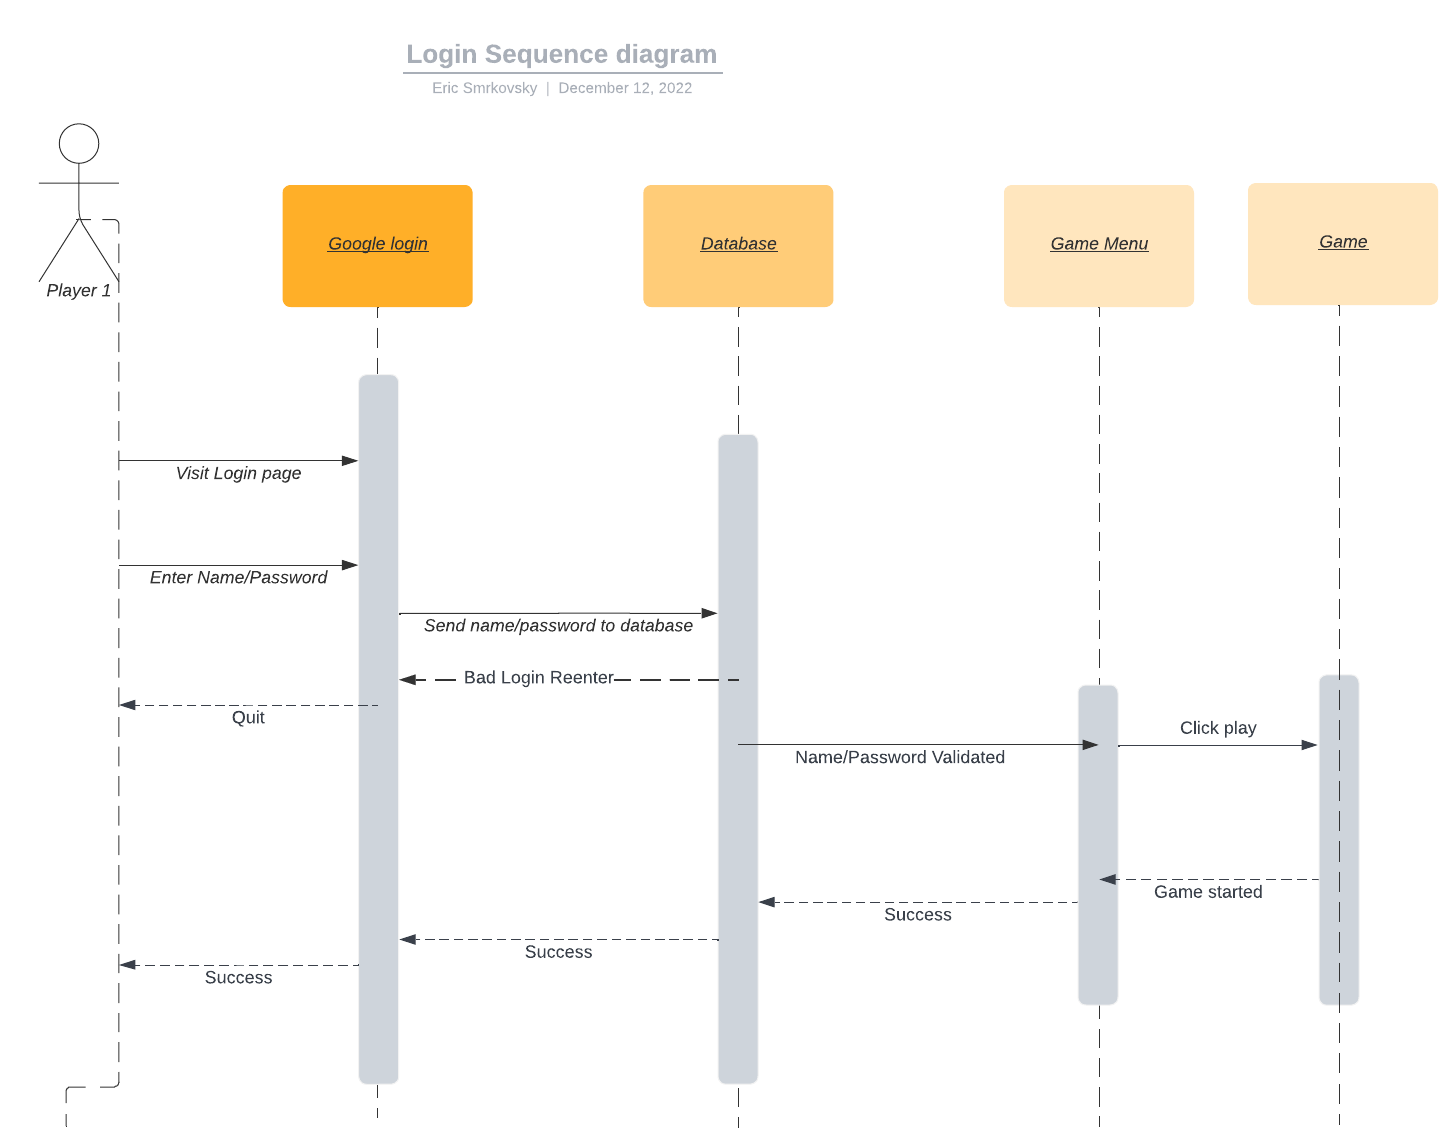 Login Sequence diagram
Eric Smrkovsky | December 12, 2022
Player 1
Google login
Database
Game Menu
Game
Visit Login page
Enter Name/Password
Send name/password to database
Bad Login Reenter
Quit
Click play
Name/Password Validated
Game started
Success
Success
Success